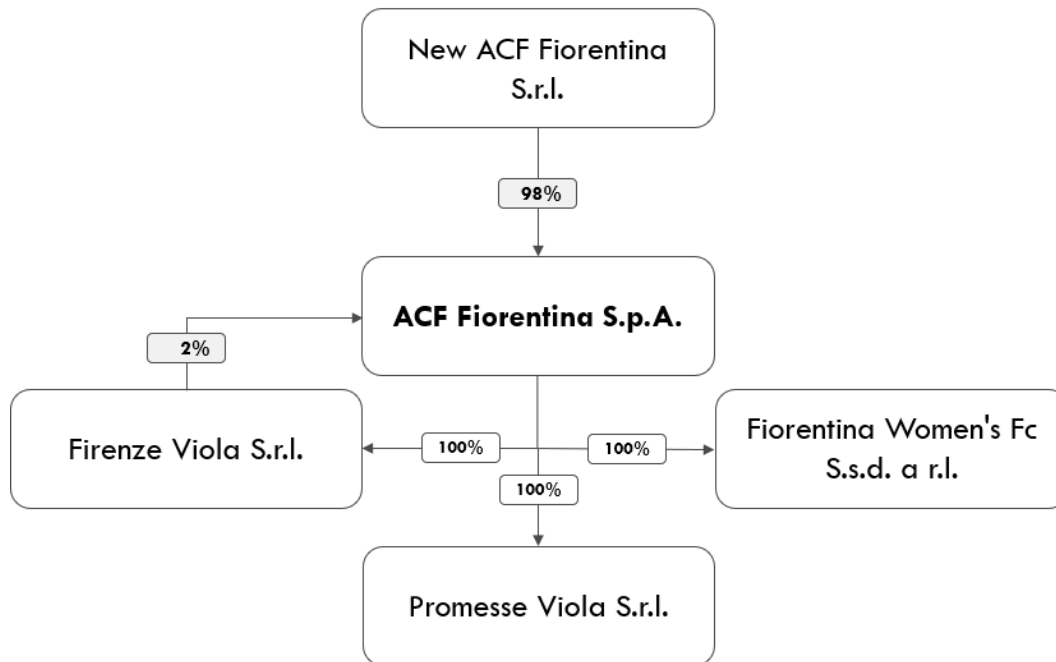 New ACF Fiorentina
S.r.l.
98%
ACF Fiorentina S.p.A.
2%
Firenze Viola S.r.l.
100%
100%
Fiorentina Women's Fc
S.s.d. a r.l.
100%
Promesse Viola S.r.l.